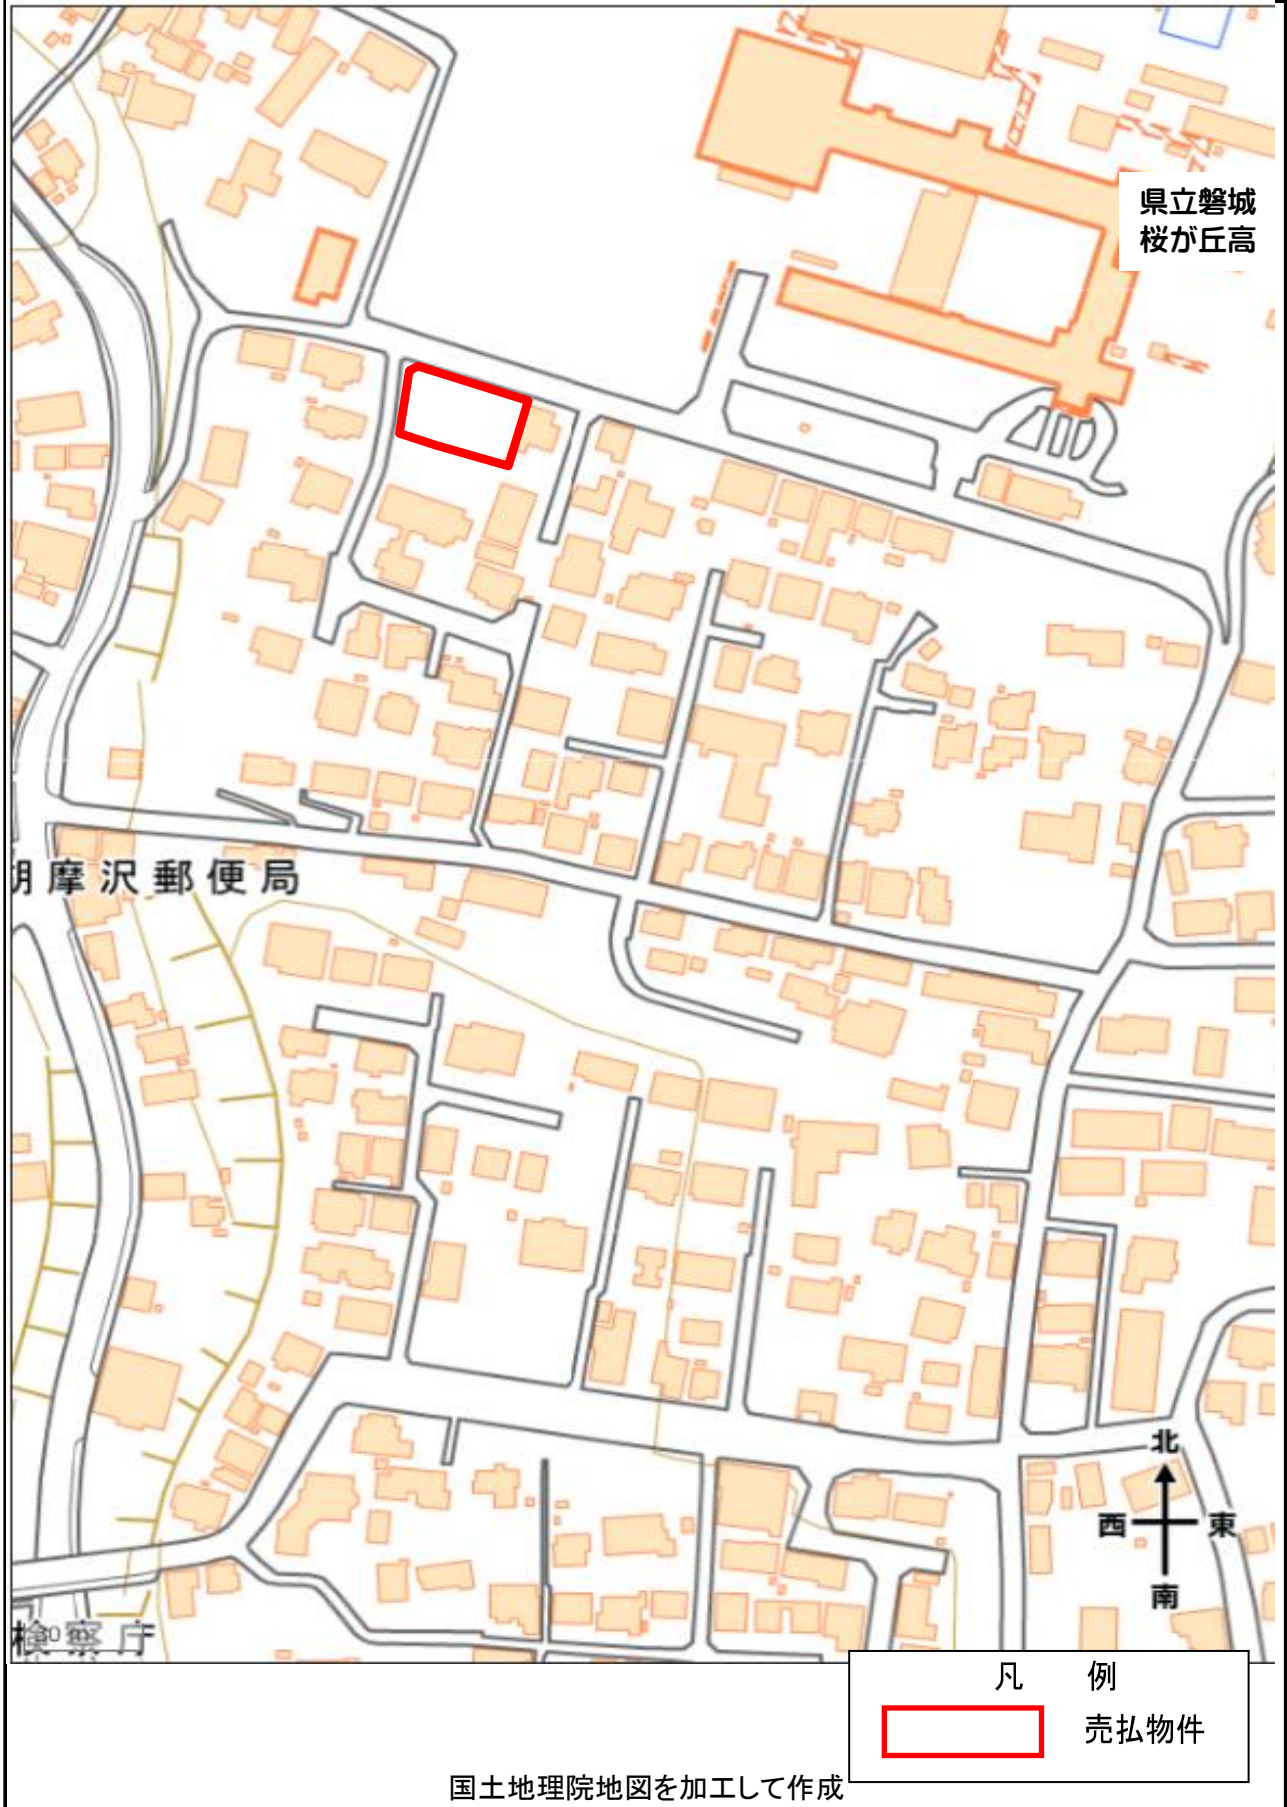 県立磐城
桜が丘高
摩沢郵便局
北
西 東
南
検察庁
凡 例
売払物件
国土地理院地図を加工して作成